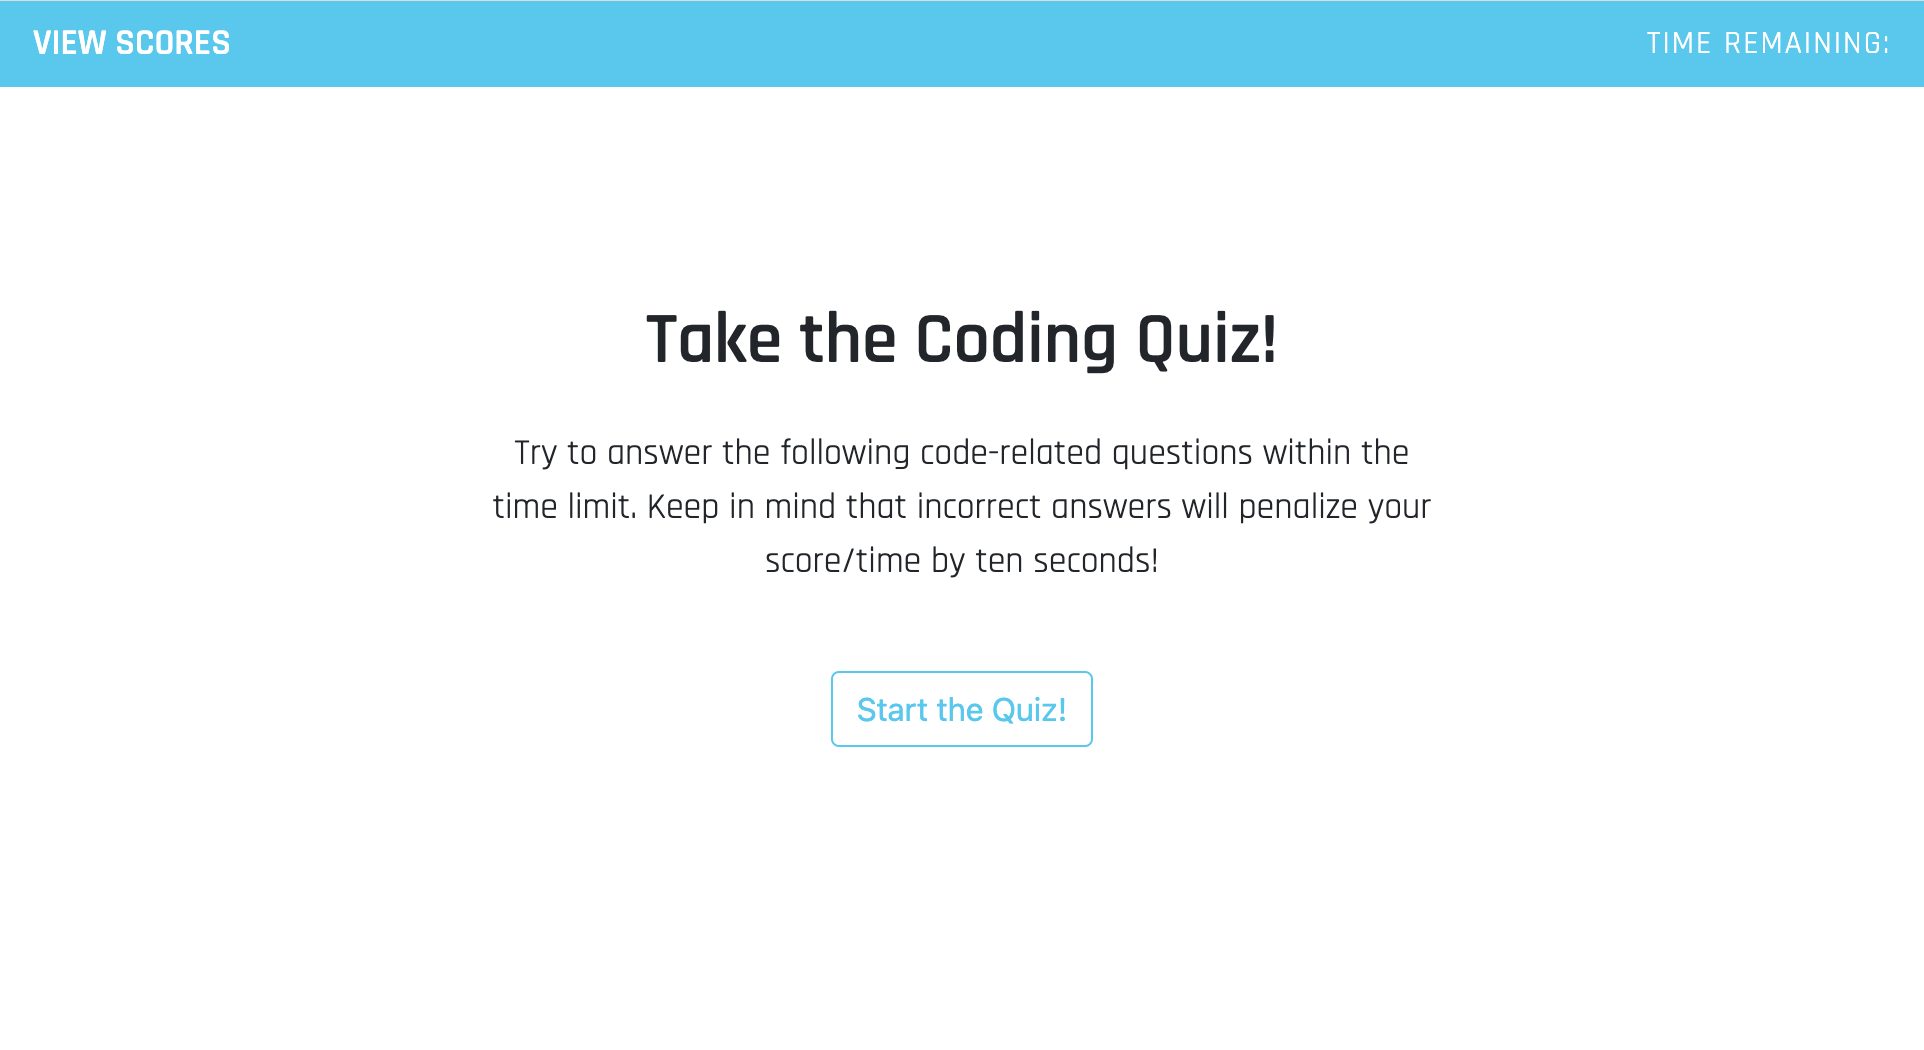 VIEW SCORES
TIME REMAINING:
Take the Coding Quiz!
Try to answer the following code-related questions within the
time limit. Keep in mind that incorrect answers will penalize your
score/time by ten seconds!
Start the Quiz!